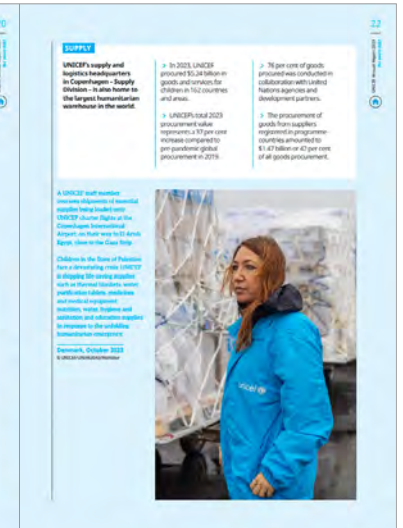 20
22
SUPPLY
UNICEF's supply and
logistics headquarters
in Copenhagen – Supply
Division – is also home to
the largest humanitarian
warehouse in the world.
> In 2023, UNICEF
procured $5.24 billion in
goods and services for
children in 162 countries
and areas.
> UNICEF's total 2023
procurement value
represents a 37 per cent
increase compared to
pre-pandemic global
procurement in 2019.
> 76 per cent of goods
procured was conducted in
collaboration with United
Nations agencies and
development partners.
> The procurement of
goods from suppliers
registered in programme
countries amounted to
$1.47 billion or 47 per cent
of all goods procurement.
UNICEF Annual Report 2023
A UNICEF staff member
oversees shipments of essential
supplies being loaded onto
UNICEF charter flights at the
Copenhagen International
Airport, on their way to El Arish
Egypt, close to the Gaza Strip.
Children in the State of Palestine
face a devastating crisis. UNICEF
is shipping life-saving supplies
such as thermal blankets, water
purification tablets, medicines
and medical equipment
nutrition, water, hygiene and
sanitation and education supplies
in response to the unfolding
humanitarian emergency.
Denmark, October 2023
unicef